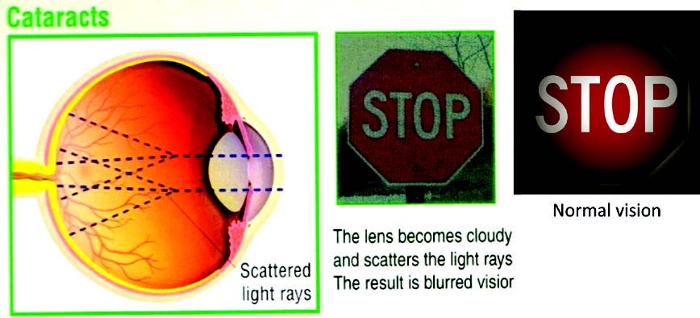 Cataracts
STOP
STOP
Normal vision
The lens becomes cloudy
and scatters the light rays
The result is blurred visior
Scattered
light rays